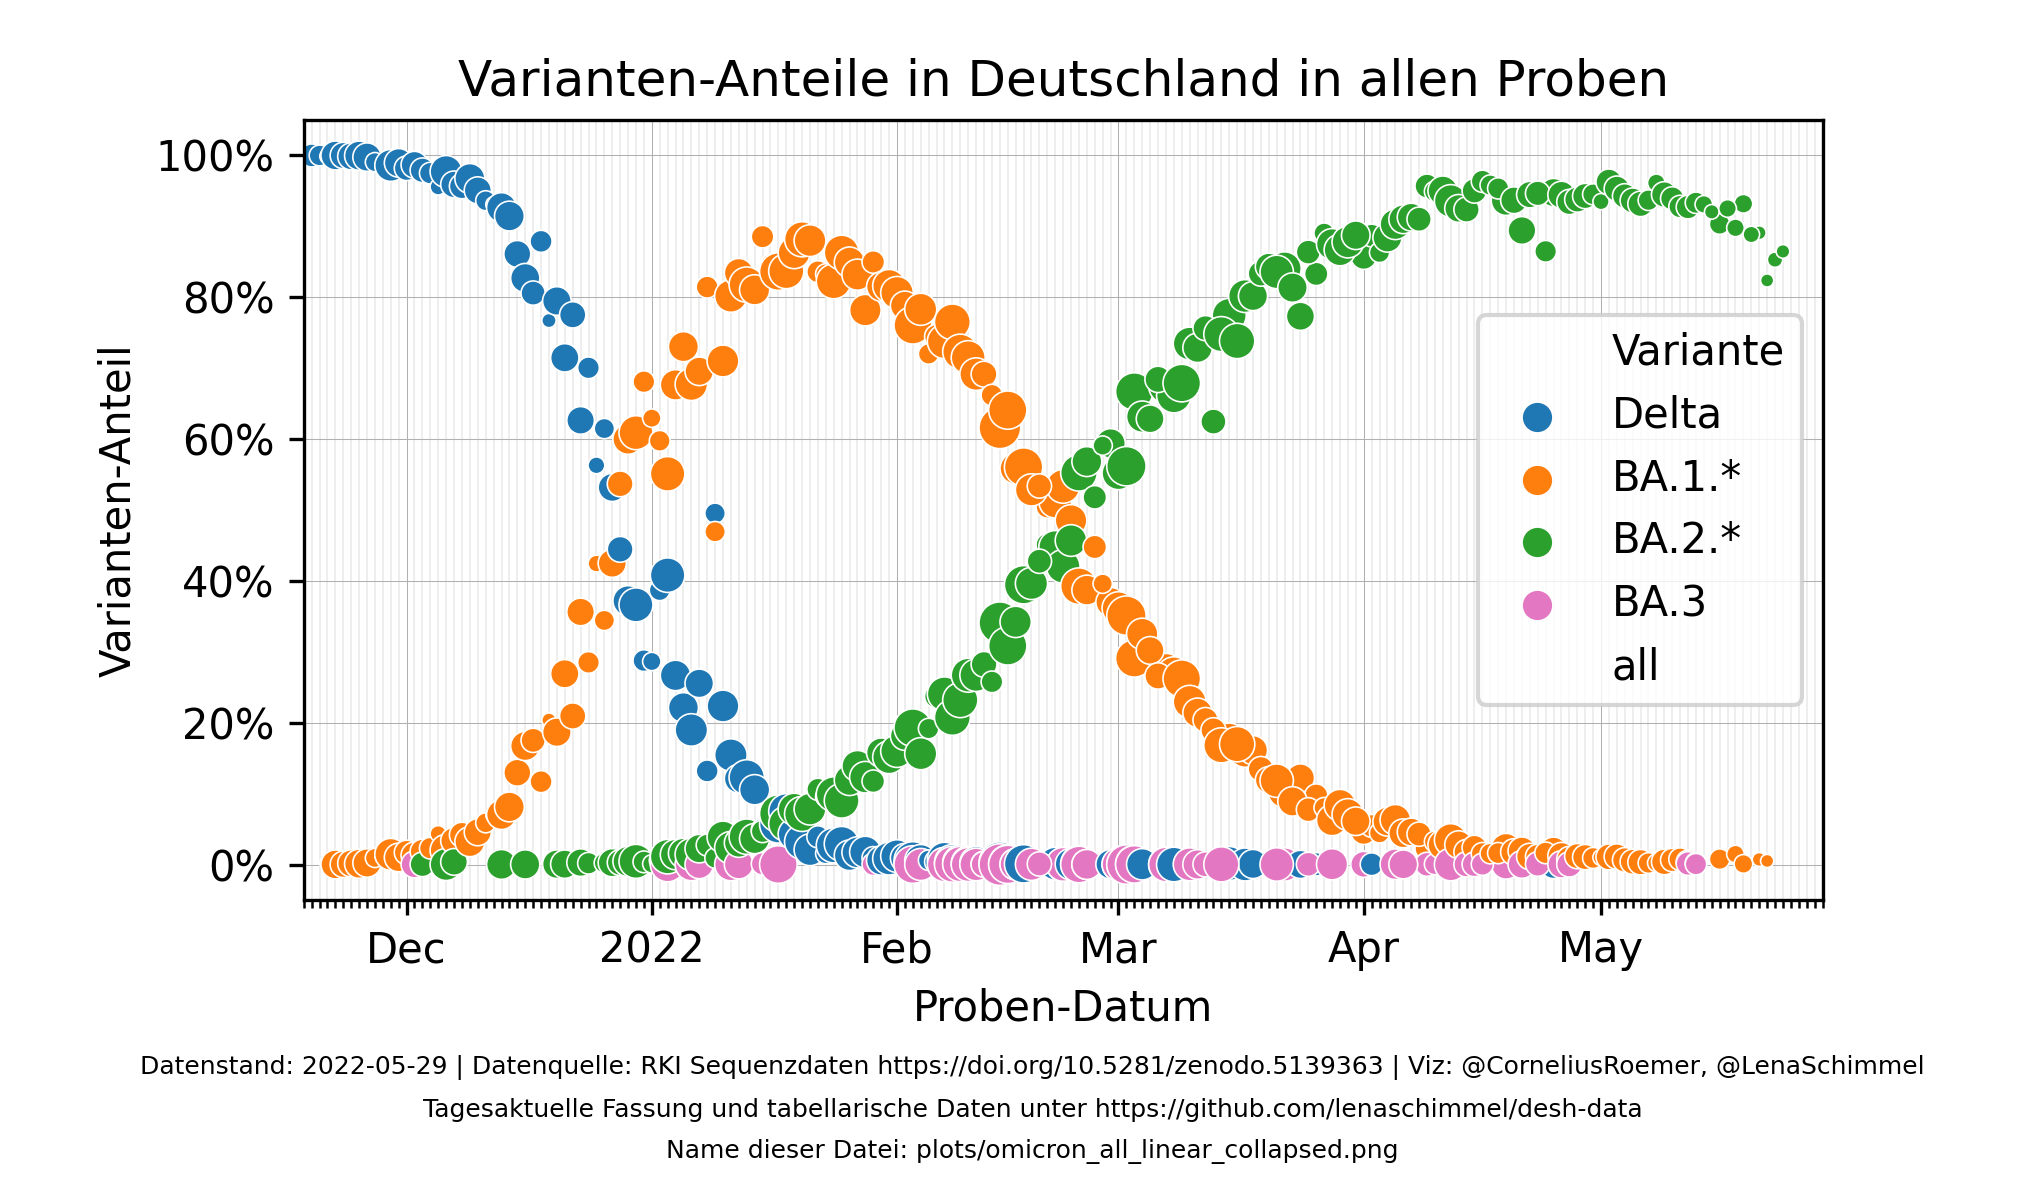 Varianten-Anteile in Deutschland in allen Proben
100%
80%
60%
40%
20%
0%
Varianten-Anteil
Variante
Delta
BA.1.*
BA.2.*
BA.3
all
Dec
2022
Feb
Mar
Apr
May
Proben-Datum
Datenstand: 2022-05-29 | Datenquelle: RKI Sequenzdaten https://doi.org/10.5281/zenodo.5139363 | Viz: @CorneliusRoemer, @LenaSchimmel
Tagesaktuelle Fassung und tabellarische Daten unter https://github.com/lenaschimmel/desh-data
Name dieser Datei: plots/omicron_all_linear_collapsed.png